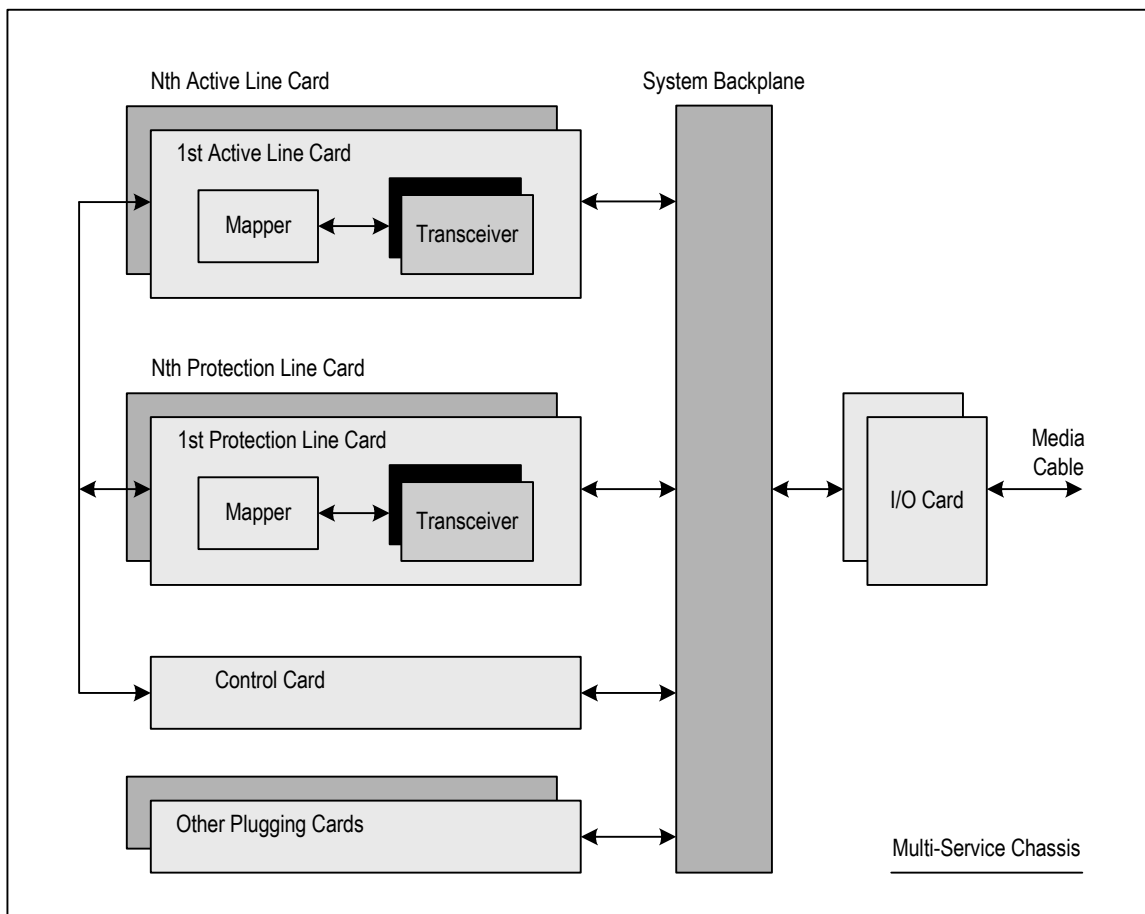 Nth Active Line Card
System Backplane
1st Active Line Card
Mapper
Transceiver
Nth Protection Line Card
1st Protection Line Card
Mapper
Transceiver
Media
Cable
I/O Card
Control Card
Other Plugging Cards
Multi-Service Chassis